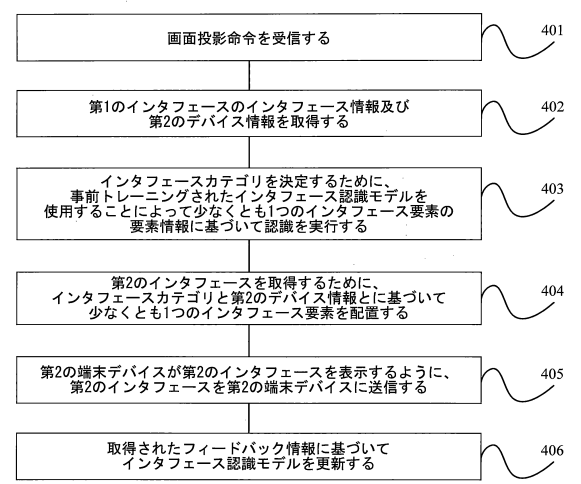 画面投影命令を受信する
401
第1のインタフェースのインタフェース情報及び
第2のデバイス情報を取得する
402
インタフェースカテゴリを決定するために、
事前トレーニングされたインタフェース認識モデルを
使用することによって少なくとも1つのインタフェース要素の
要素情報に基づいて認識を実行する
403
第2のインタフェースを取得するために、
インタフェースカテゴリと第2のデバイス情報とに基づいて
少なくとも1つのインタフェース要素を配置する
404
第2の端末デバイスが第2のインタフェースを表示するように、
第2のインタフェースを第2の端末デバイスに送信する
405
取得されたフィードバック情報に基づいて
インタフェース認識モデルを更新する
406